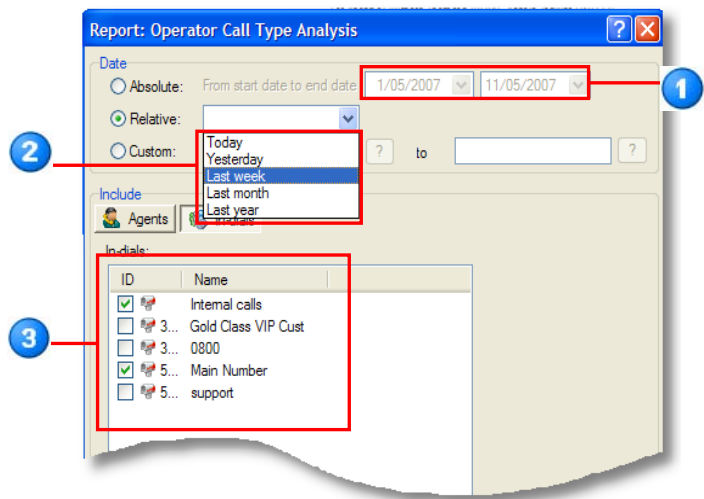 Report: Operator Call Type Analysis ?
Date
Absolute: From start date to end date 1/05/2007 11/05/2007 1
Relative:
2 Today
Custom: ? to ?
Yesterday
Last week
Last month
Last year
Include
Agents
In-dials:
ID Name
Internal calls
3... Gold Class VIP Cust
3 3... 0800
5... Main Number
5... support